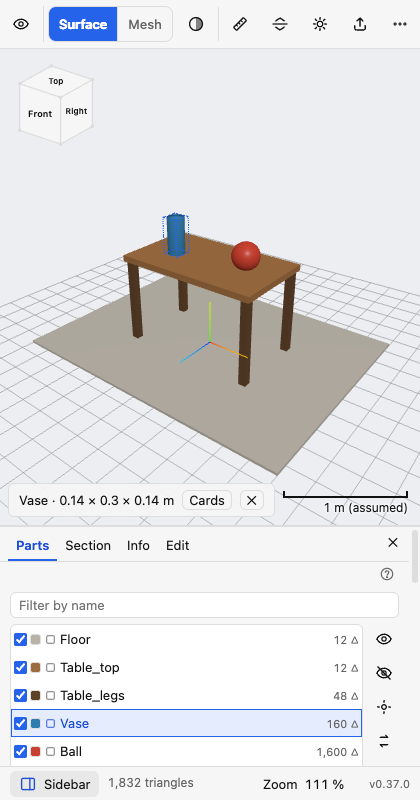 Surface
Mesh
Top
Front
Right
Vase · 0.14 × 0.3 × 0.14 m
Cards
1 m (assumed)
Parts
Section
Info
Edit
Filter by name
Floor 12 Δ
Table_top 12 Δ
Table_legs 48 Δ
Vase 160 Δ
Ball 1,600 Δ
Sidebar
1,832 triangles
Zoom 111 %
v0.37.0